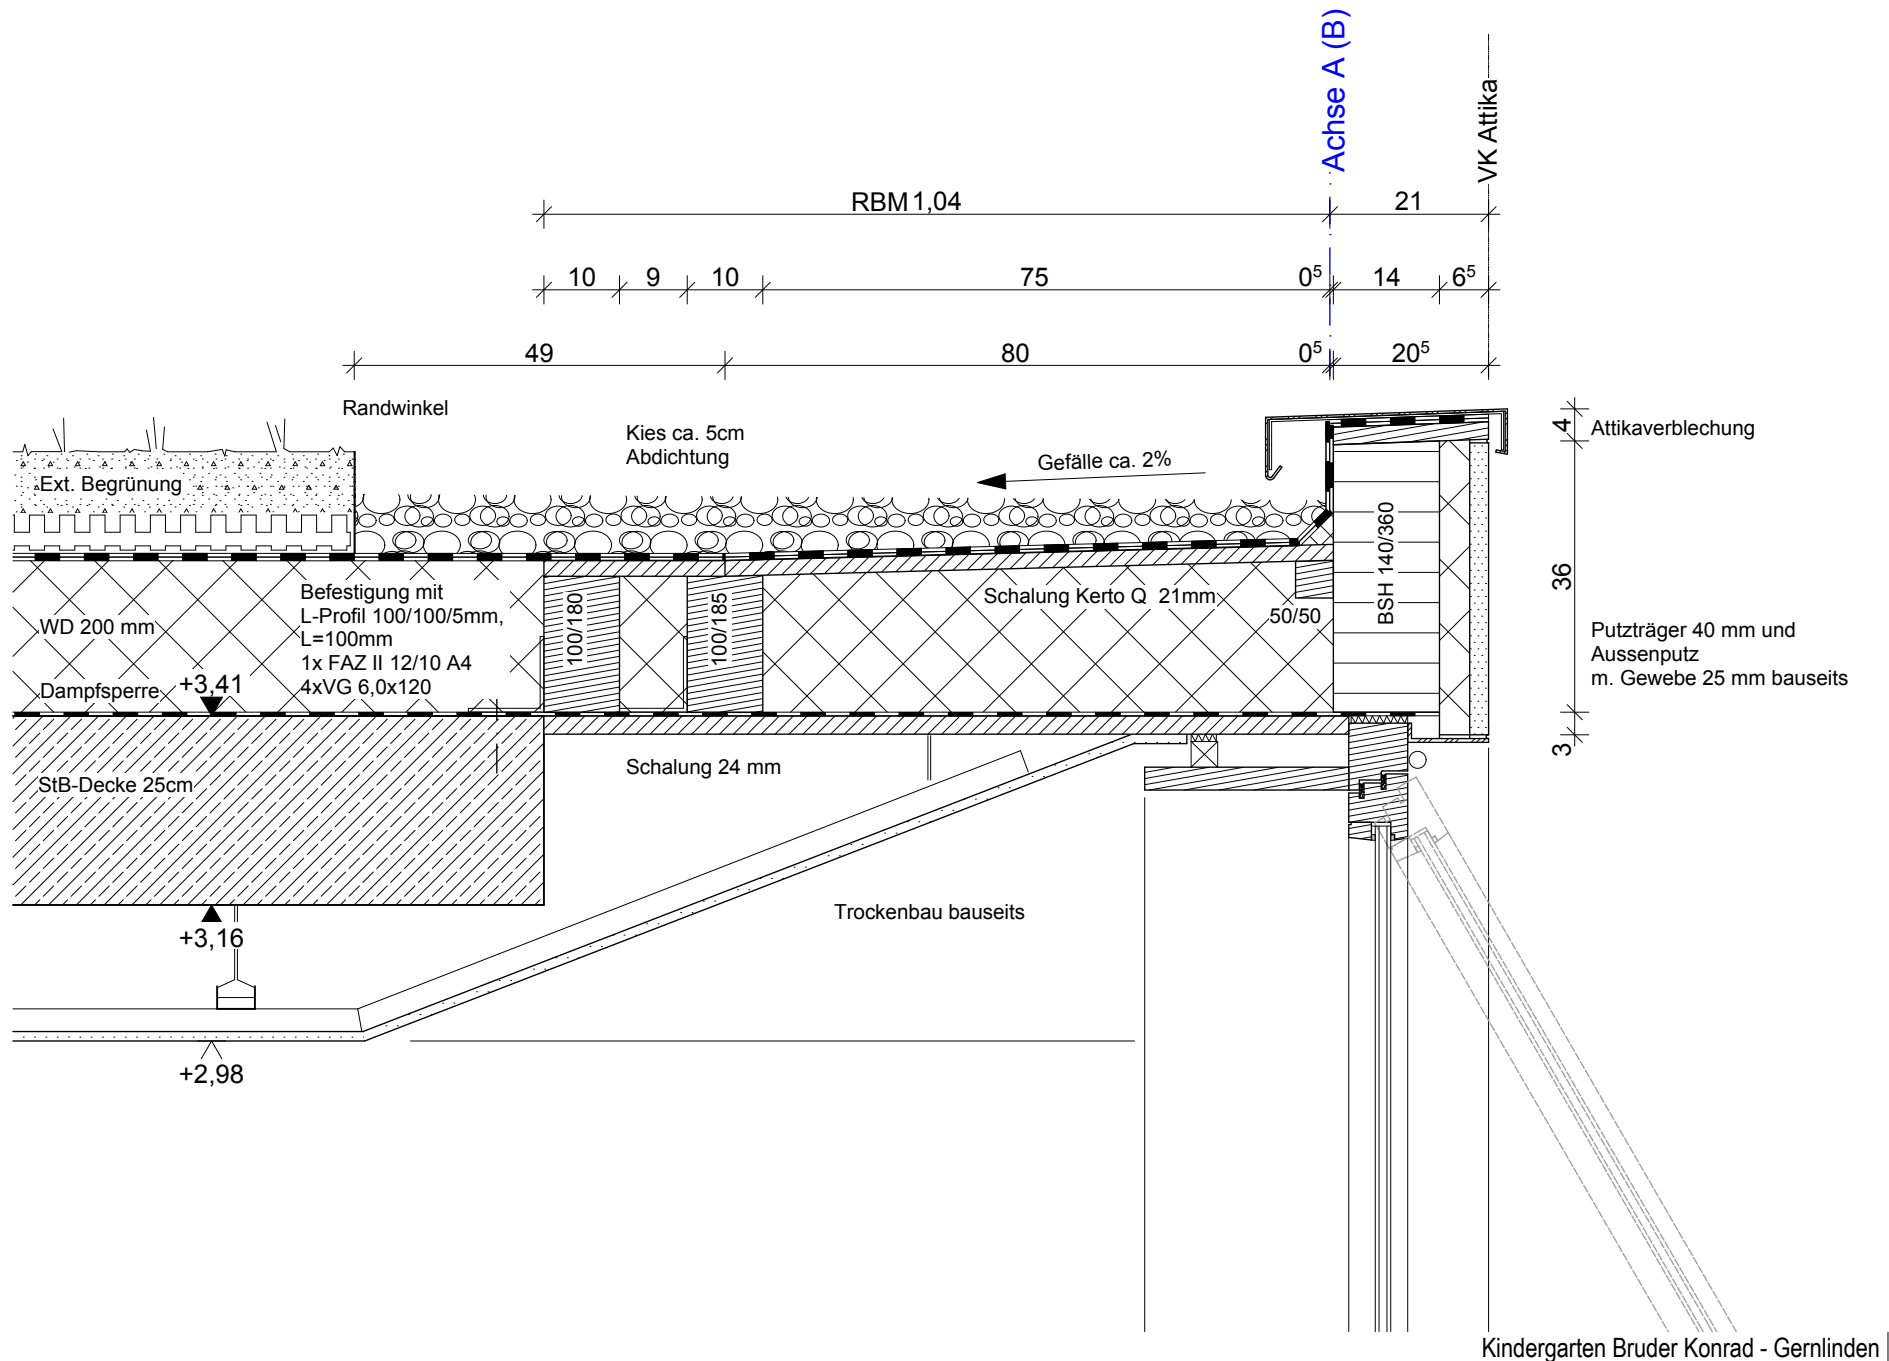 Achse A (B)
VK Attika
RBM 1,04
21
10
9
10
75
0⁵
14
6⁵
49
80
0⁵
20⁵
Randwinkel
Kies ca. 5cm
Abdichtung
Gefälle ca. 2%
4
Attikaverblechung
Ext. Begrünung
BSH 140/360
36
Befestigung mit
L-Profil 100/100/5mm,
L=100mm
1x FAZ II 12/10 A4
4xVG 6,0x120
100/180
100/185
Schalung Kerto Q 21mm
50/50
WD 200 mm
Putzträger 40 mm und
Aussenputz
m. Gewebe 25 mm bauseits
Dampfsperre
+3,41
3
StB-Decke 25cm
Schalung 24 mm
Trockenbau bauseits
+3,16
+2,98
Kindergarten Bruder Konrad - Gernlinden